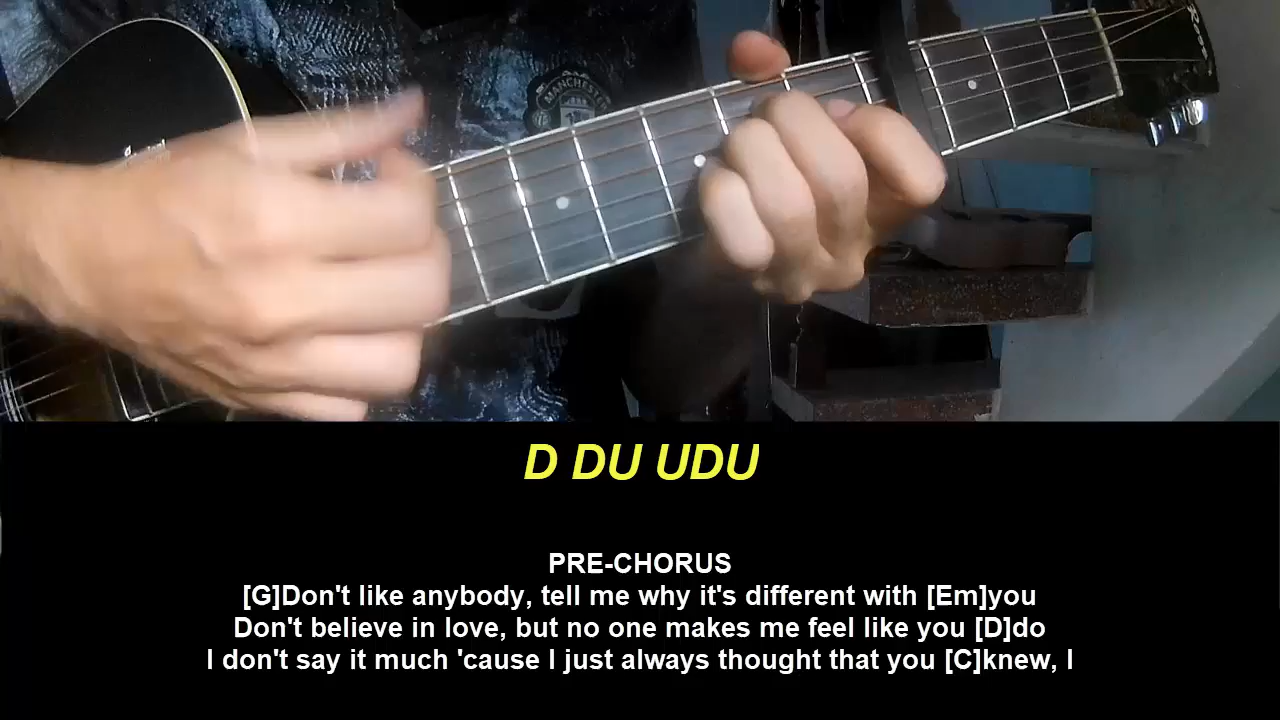 MANCHESTER
D DU UDU
PRE-CHORUS
[G]Don't like anybody, tell me why it's different with [Em]you
Don't believe in love, but no one makes me feel like you [D]do
I don't say it much 'cause I just always thought that you [C]knew, I